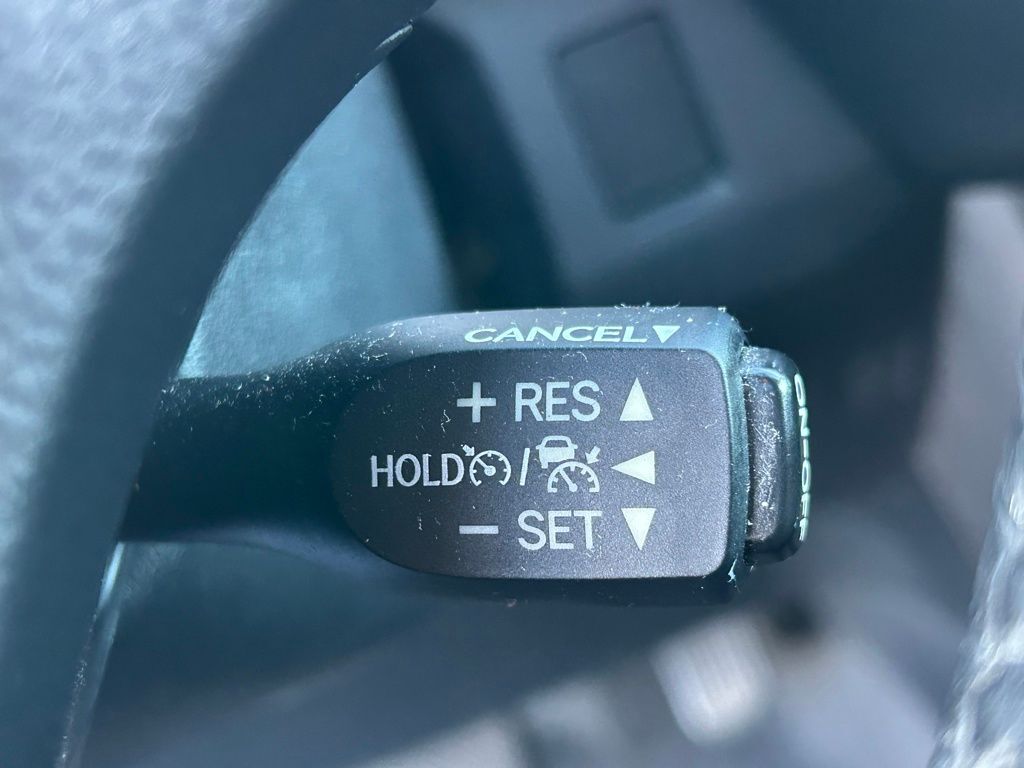 CANCEL▼
+ RES ▲
HOLD / ◀
− SET ▼
ON-OFF